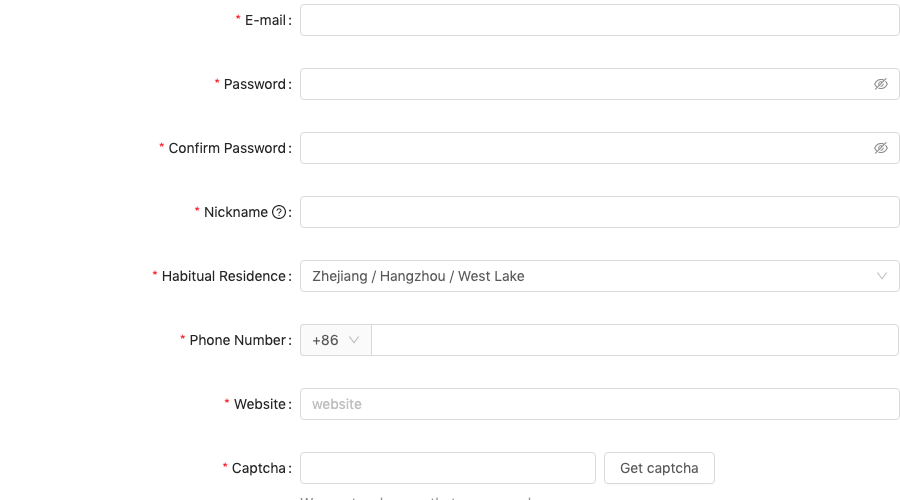 * E-mail:
* Password:
* Confirm Password:
* Nickname ?:
* Habitual Residence: Zhejiang / Hangzhou / West Lake
* Phone Number: +86
* Website: website
* Captcha: Get captcha